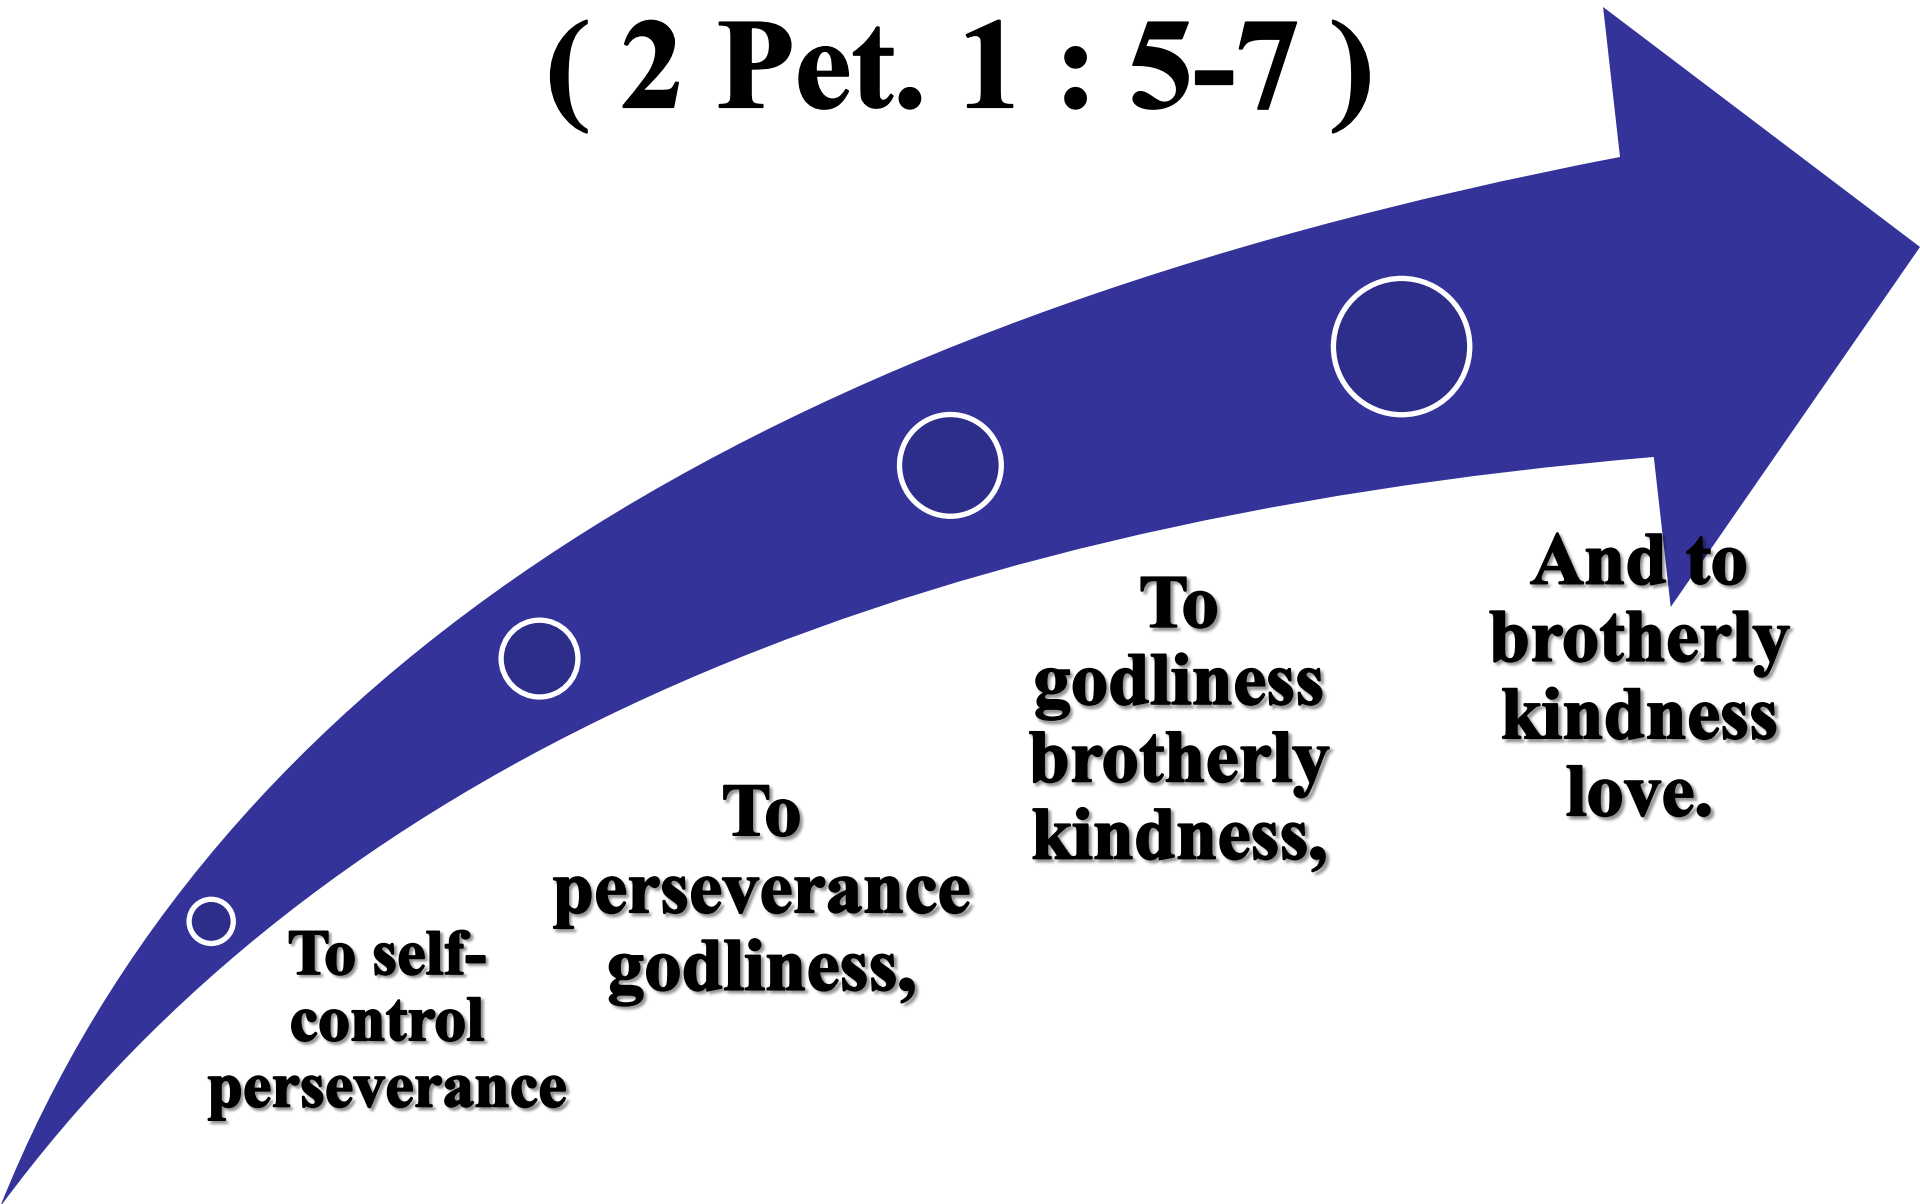 ( 2 Pet. 1 : 5-7 )
To self-
control
perseverance
To
perseverance
godliness,
To
godliness
brotherly
kindness,
And to
brotherly
kindness
love.